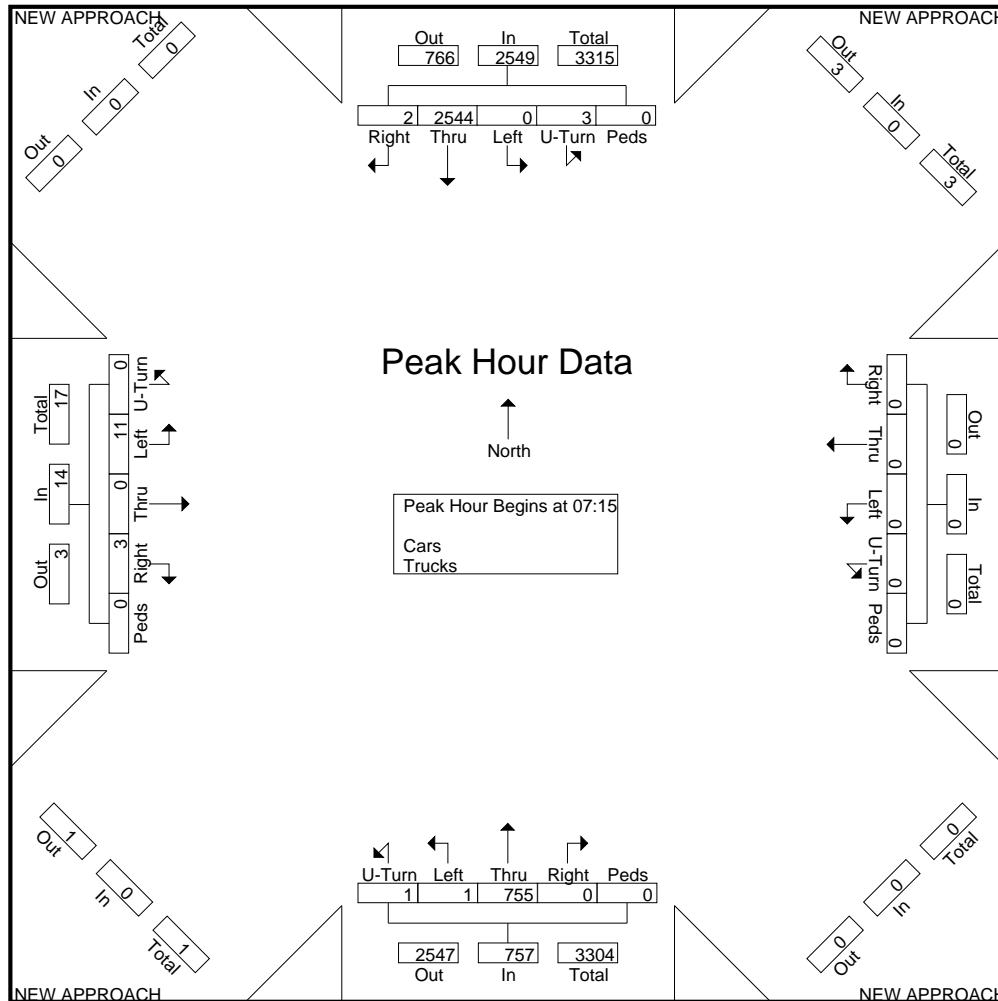 NEW APPROACH
NEW APPROACH
Out In Total
766 2549 3315
2 2544 0 3 0
Right Thru Left U-Turn Peds
Total
0
In
0
Out
0
Out
3
In
0
Total
3
Peak Hour Data
North
Peak Hour Begins at 07:15
Cars
Trucks
Total In Out
17 14 3
0 11 0 3 0
U-Turn Left Thru Right Peds
Right Thru Left U-Turn Peds
0 0 0 0 0
Out In Total
0 0 0
Out
1
In
0
Total
1
Total
0
In
0
Out
0
U-Turn Left Thru Right Peds
1 1 755 0 0
2547 757 3304
Out In Total
NEW APPROACH
NEW APPROACH